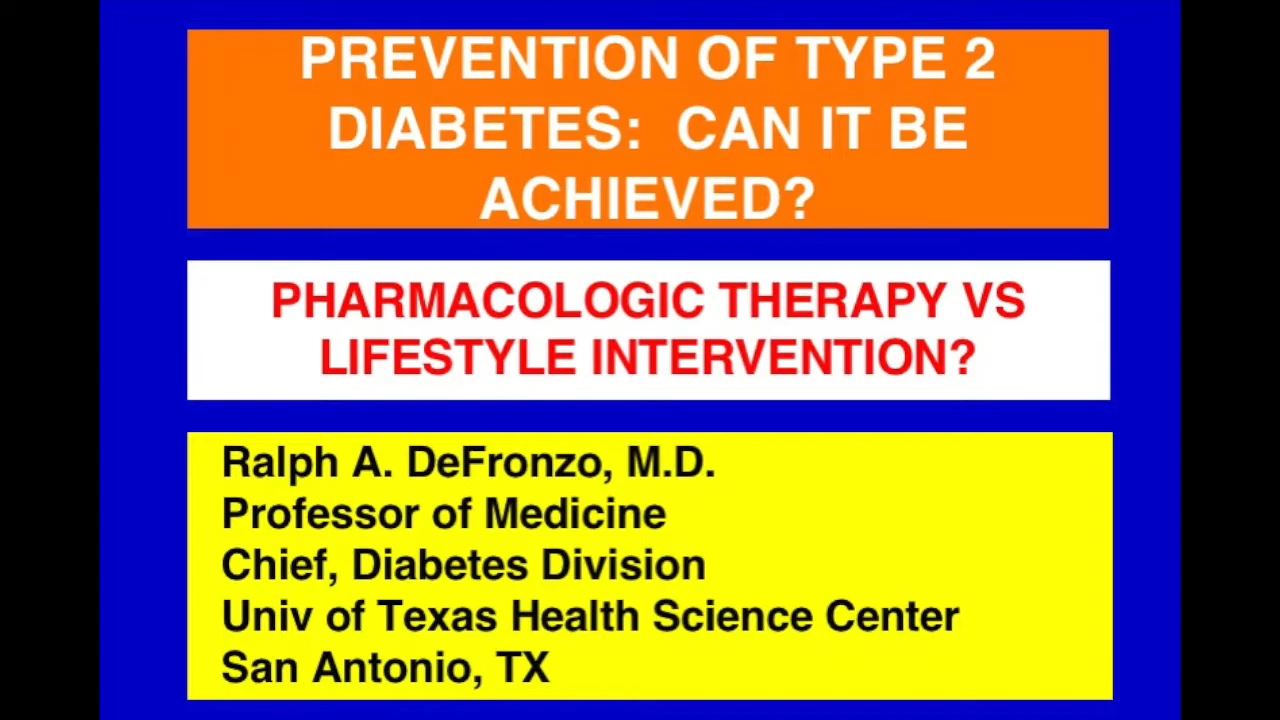 PREVENTION OF TYPE 2
DIABETES: CAN IT BE
ACHIEVED?
PHARMACOLOGIC THERAPY VS
LIFESTYLE INTERVENTION?
Ralph A. DeFronzo, M.D.
Professor of Medicine
Chief, Diabetes Division
Univ of Texas Health Science Center
San Antonio, TX